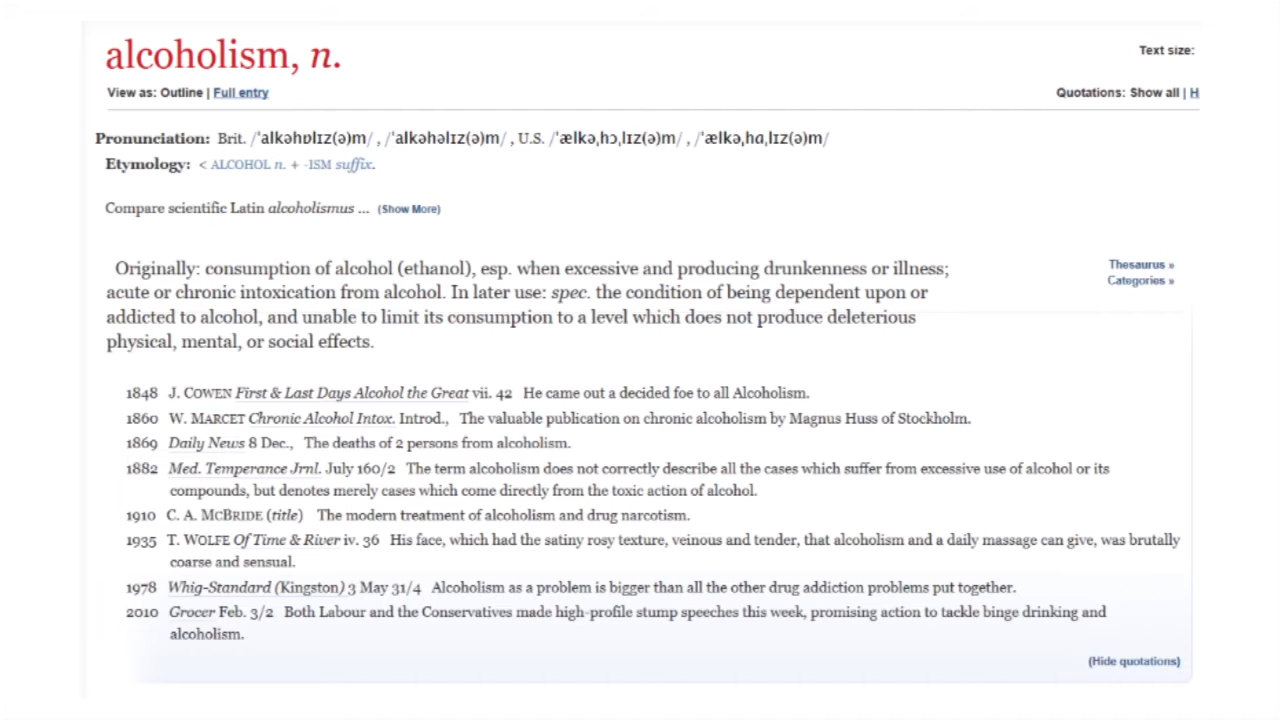 alcoholism, n.
Text size:
View as: Outline | Full entry
Quotations: Show all | H
Pronunciation: Brit. /ˈalkəhɒlɪz(ə)m/ , /ˈalkəhəlɪz(ə)m/ , U.S. /ˈælkəˌhɔˌlɪz(ə)m/ , /ˈælkəˌhɑˌlɪz(ə)m/
Etymology: < ALCOHOL n. + -ISM suffix.
Compare scientific Latin alcoholismus ... (Show More)
Originally: consumption of alcohol (ethanol), esp. when excessive and producing drunkenness or illness;
acute or chronic intoxication from alcohol. In later use: spec. the condition of being dependent upon or
addicted to alcohol, and unable to limit its consumption to a level which does not produce deleterious
physical, mental, or social effects.
Thesaurus »
Categories »
1848 J. COWEN First & Last Days Alcohol the Great vii. 42 He came out a decided foe to all Alcoholism.
1860 W. MARCET Chronic Alcohol Intox. Introd., The valuable publication on chronic alcoholism by Magnus Huss of Stockholm.
1869 Daily News 8 Dec., The deaths of 2 persons from alcoholism.
1882 Med. Temperance Jrnl. July 160/2 The term alcoholism does not correctly describe all the cases which suffer from excessive use of alcohol or its
compounds, but denotes merely cases which come directly from the toxic action of alcohol.
1910 C. A. MCBRIDE (title) The modern treatment of alcoholism and drug narcotism.
1935 T. WOLFE Of Time & River iv. 36 His face, which had the satiny rosy texture, veinous and tender, that alcoholism and a daily massage can give, was brutally
coarse and sensual.
1978 Whig-Standard (Kingston) 3 May 31/4 Alcoholism as a problem is bigger than all the other drug addiction problems put together.
2010 Grocer Feb. 3/2 Both Labour and the Conservatives made high-profile stump speeches this week, promising action to tackle binge drinking and
alcoholism.
(Hide quotations)